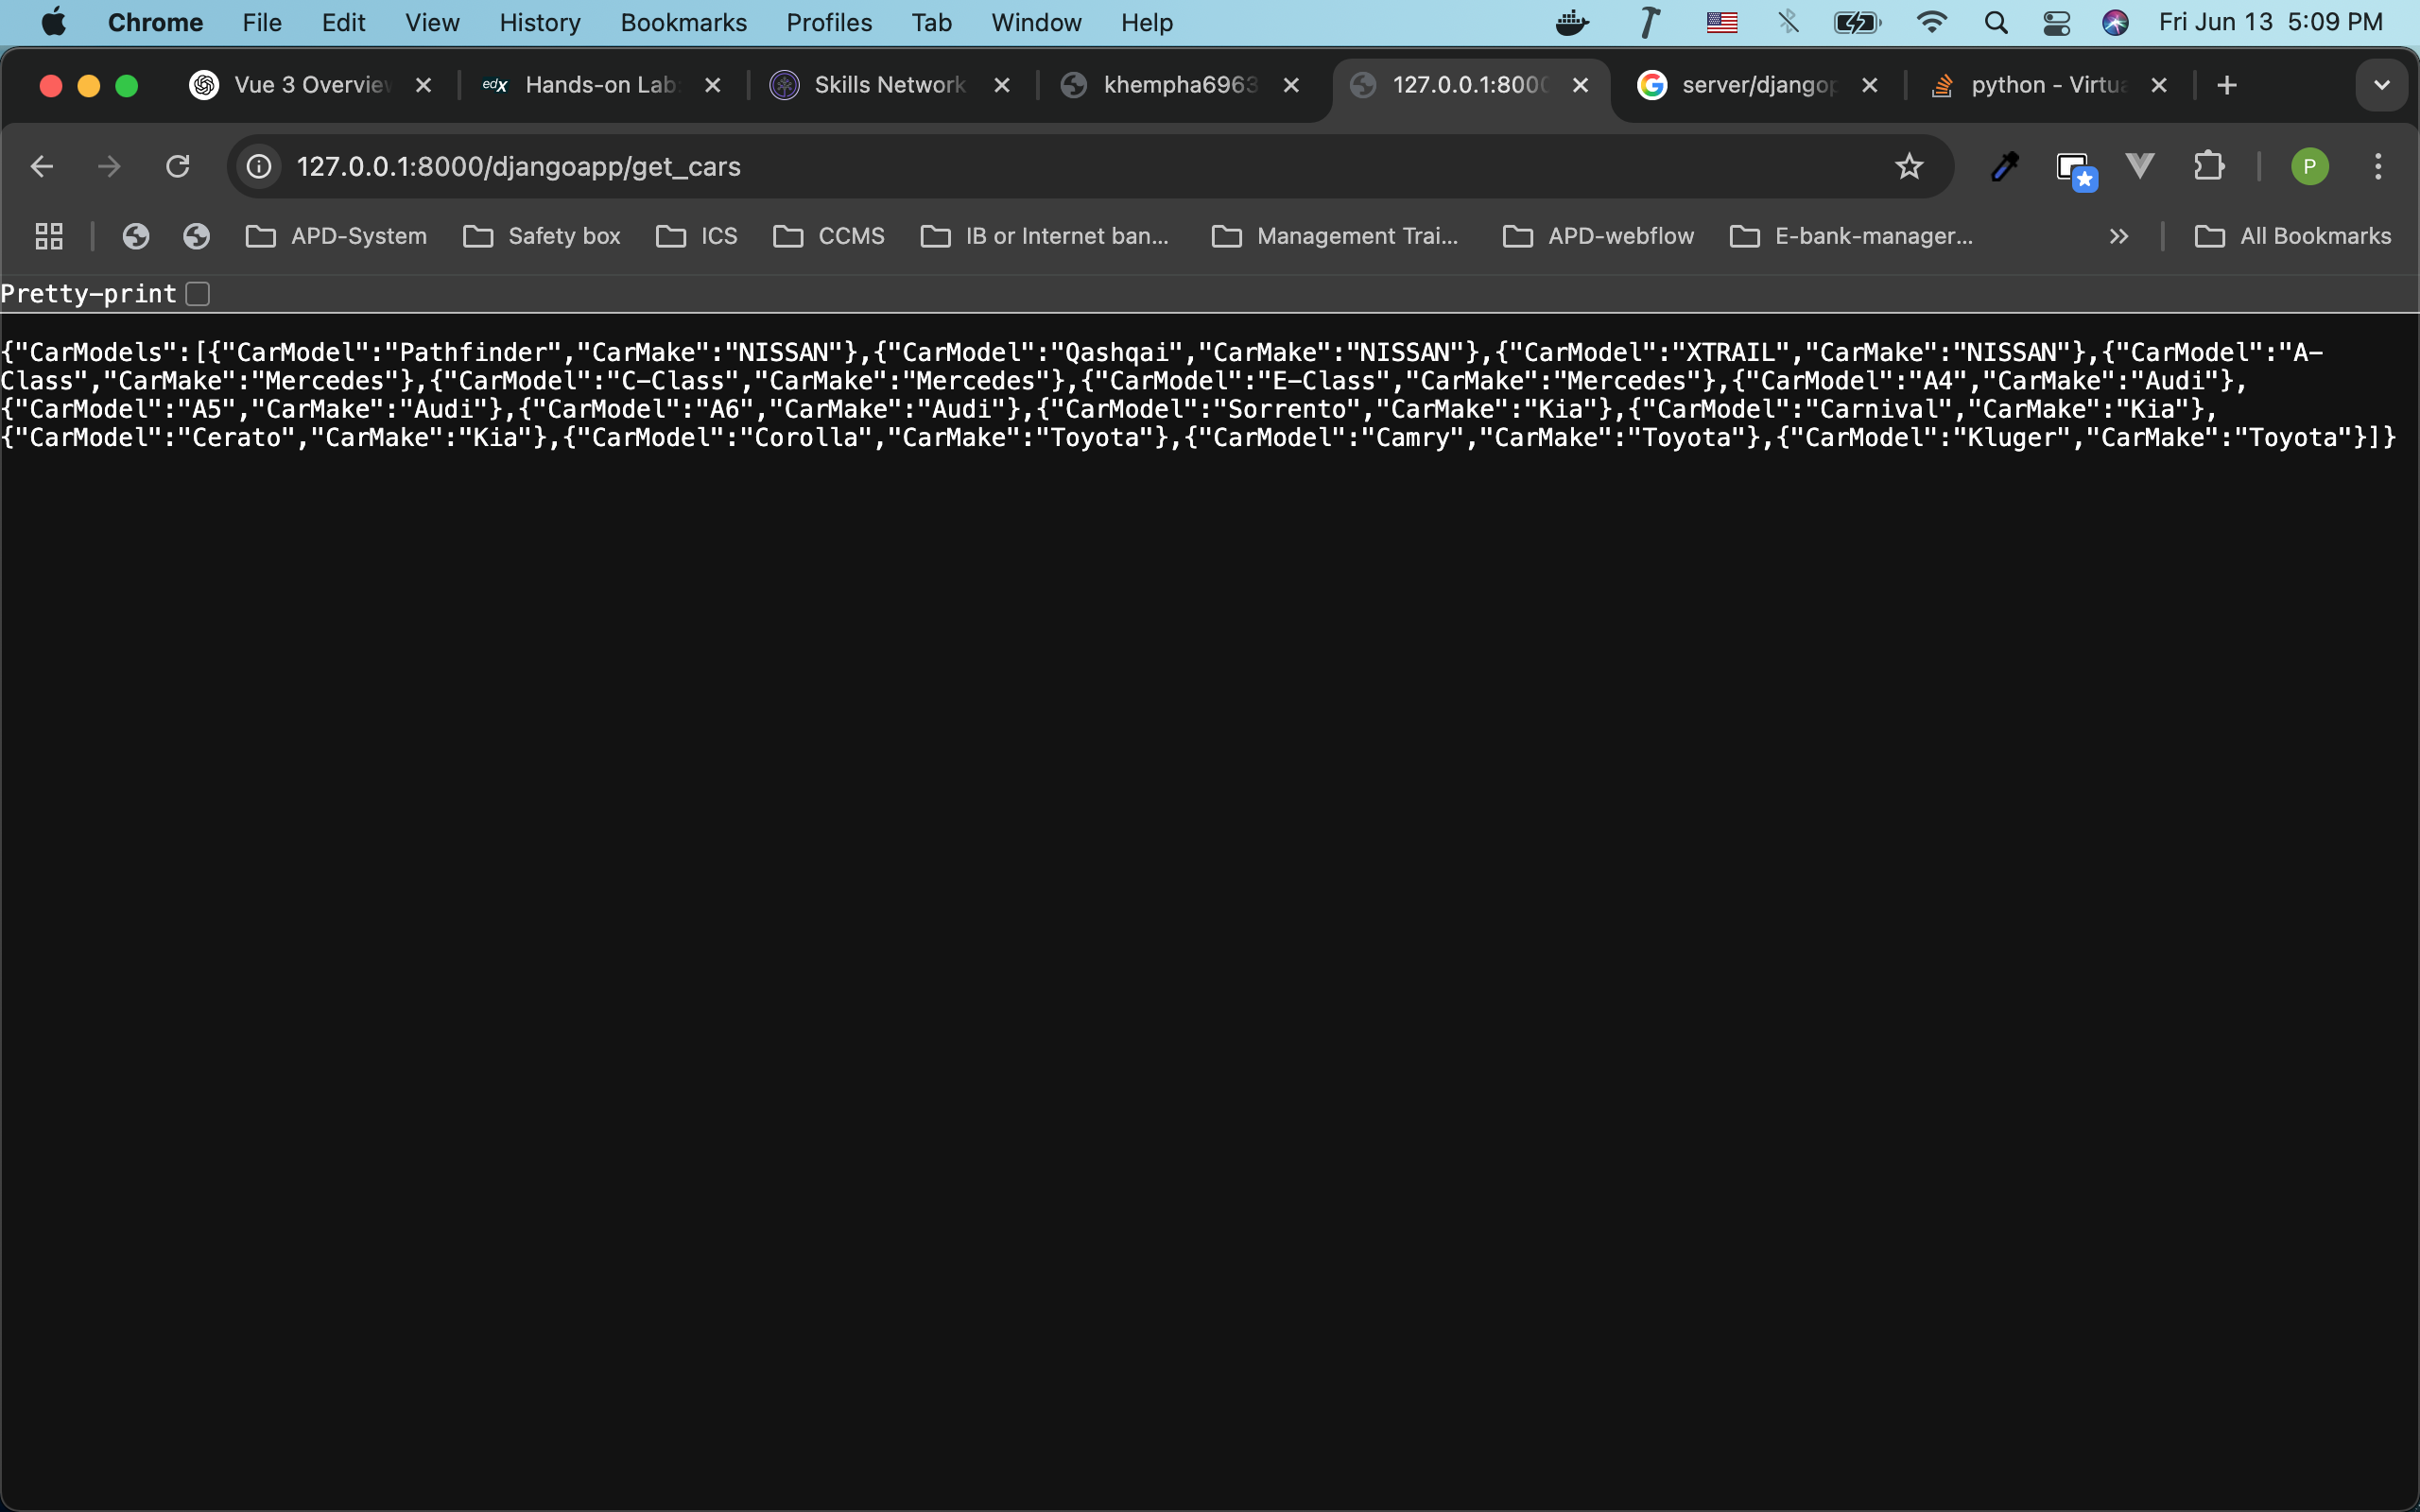 Chrome File Edit View History Bookmarks Profiles Tab Window Help Fri Jun 13 5:09 PM
Vue 3 Overview edX Hands-on Lab: Skills Network khempha6963 127.0.0.1:8000 server/djangop python - Virtua
127.0.0.1:8000/djangoapp/get_cars P
APD-System Safety box ICS CCMS IB or Internet ban... Management Trai... APD-webflow E-bank-manager... All Bookmarks
Pretty-print
{"CarModels":[{"CarModel":"Pathfinder","CarMake":"NISSAN"},{"CarModel":"Qashqai","CarMake":"NISSAN"},{"CarModel":"XTRAIL","CarMake":"NISSAN"},{"CarModel":"A-
Class","CarMake":"Mercedes"},{"CarModel":"C-Class","CarMake":"Mercedes"},{"CarModel":"E-Class","CarMake":"Mercedes"},{"CarModel":"A4","CarMake":"Audi"},
{"CarModel":"A5","CarMake":"Audi"},{"CarModel":"A6","CarMake":"Audi"},{"CarModel":"Sorrento","CarMake":"Kia"},{"CarModel":"Carnival","CarMake":"Kia"},
{"CarModel":"Cerato","CarMake":"Kia"},{"CarModel":"Corolla","CarMake":"Toyota"},{"CarModel":"Camry","CarMake":"Toyota"},{"CarModel":"Kluger","CarMake":"Toyota"}]}